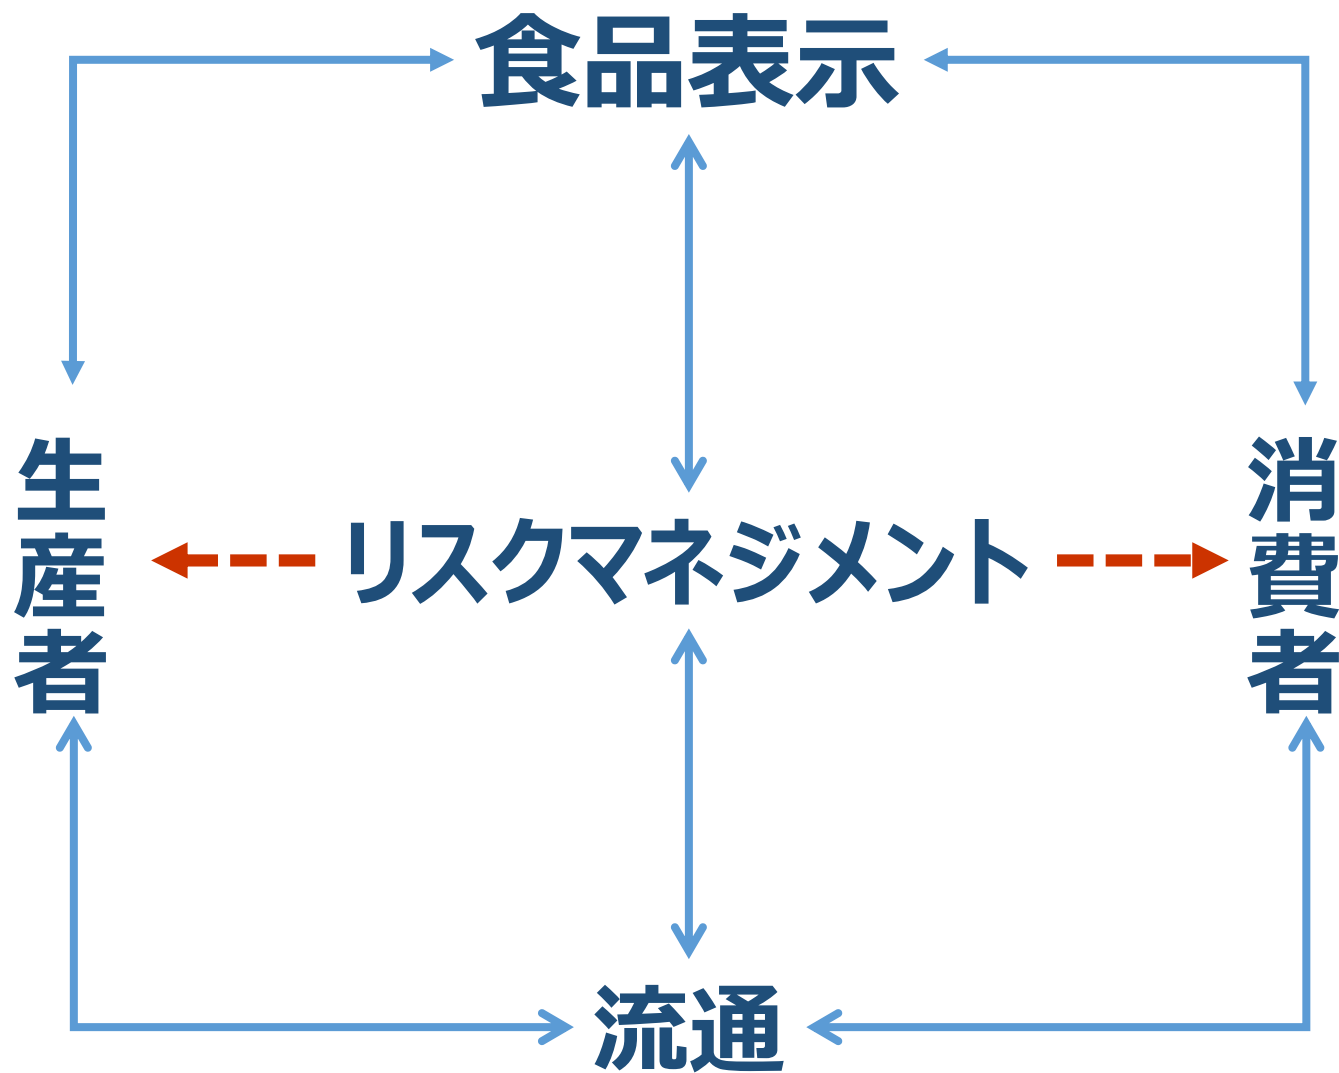 食品表示
生産者
リスクマネジメント
消費者
流通